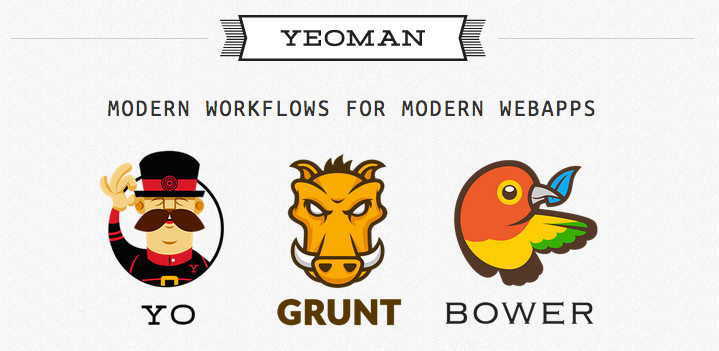 YEOMAN
MODERN WORKFLOWS FOR MODERN WEBAPPS
YO
GRUNT
BOWER